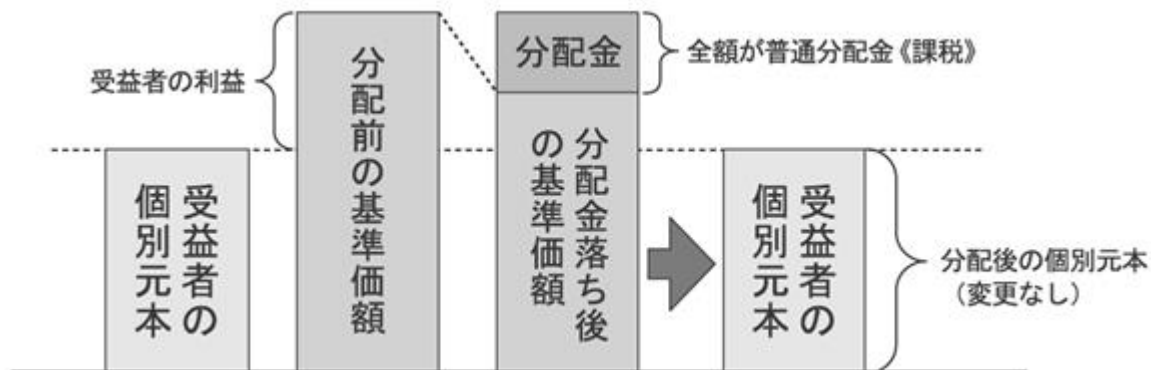 受益者の利益
受益者の
個別元本
分配前の基準価額
分配金
分配金落ち後
の基準価額
全額が普通分配金《課税》
受益者の
個別元本
分配後の個別元本
（変更なし）